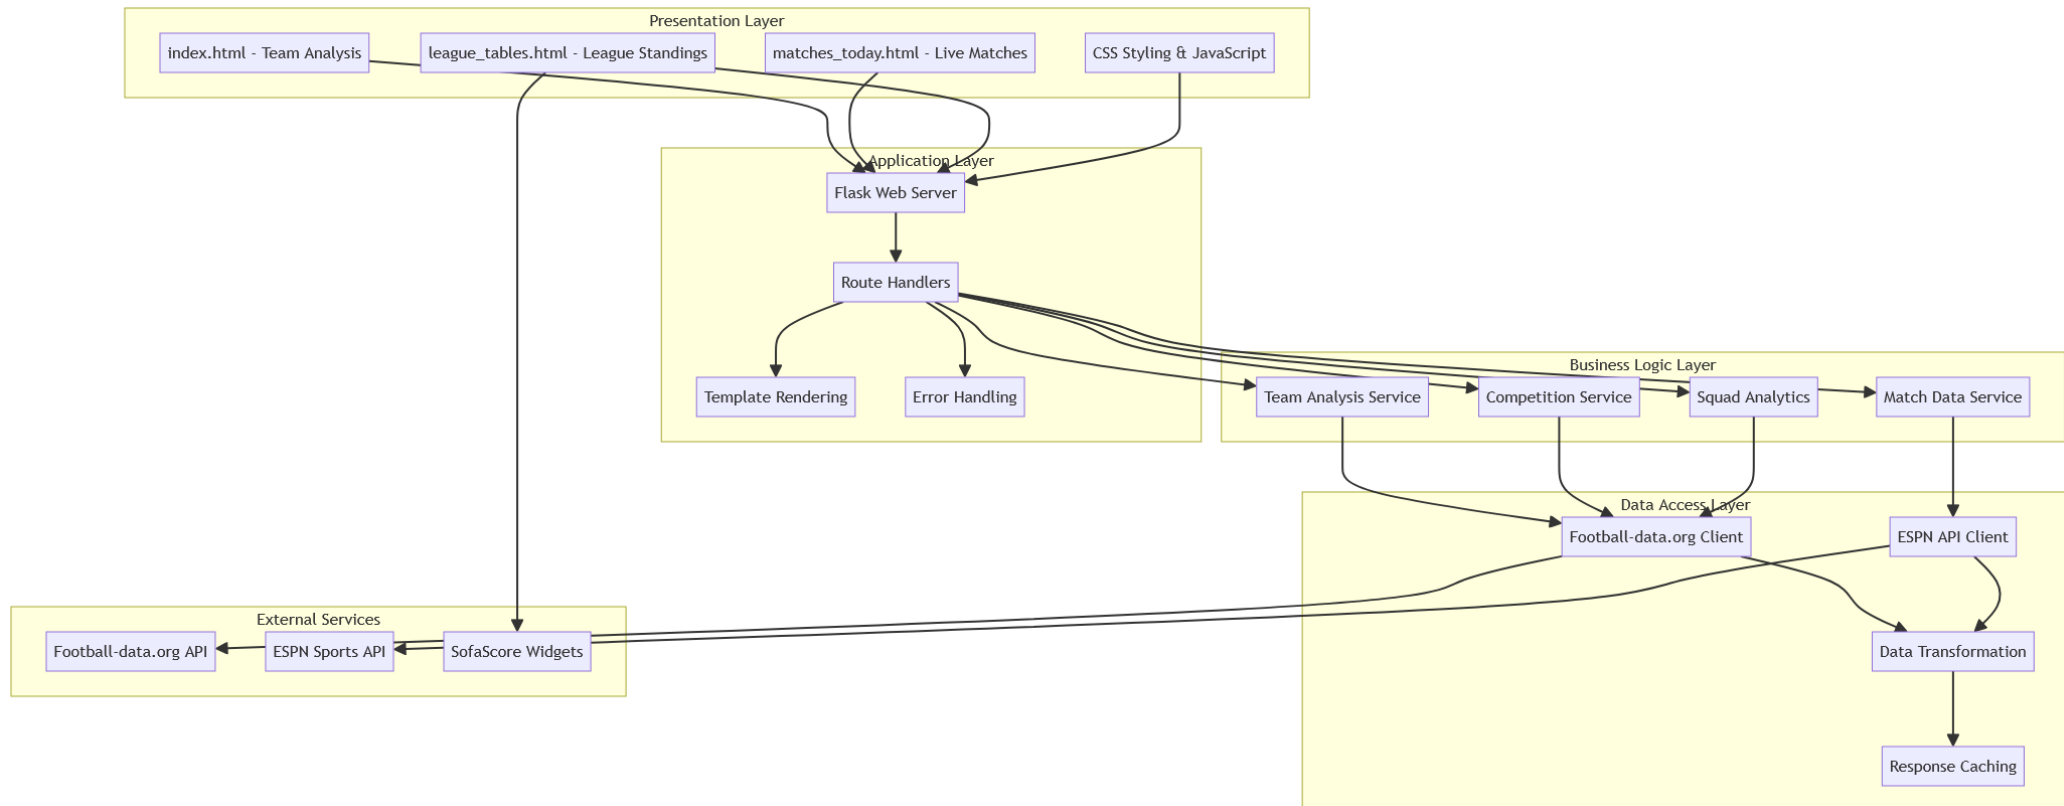 Presentation Layer
index.html - Team Analysis
league_tables.html - League Standings
matches_today.html - Live Matches
CSS Styling & JavaScript
Application Layer
Flask Web Server
Route Handlers
Template Rendering
Error Handling
Business Logic Layer
Team Analysis Service
Competition Service
Squad Analytics
Match Data Service
Data Access Layer
Football-data.org Client
ESPN API Client
External Services
Football-data.org API
ESPN Sports API
SofaScore Widgets
Data Transformation
Response Caching